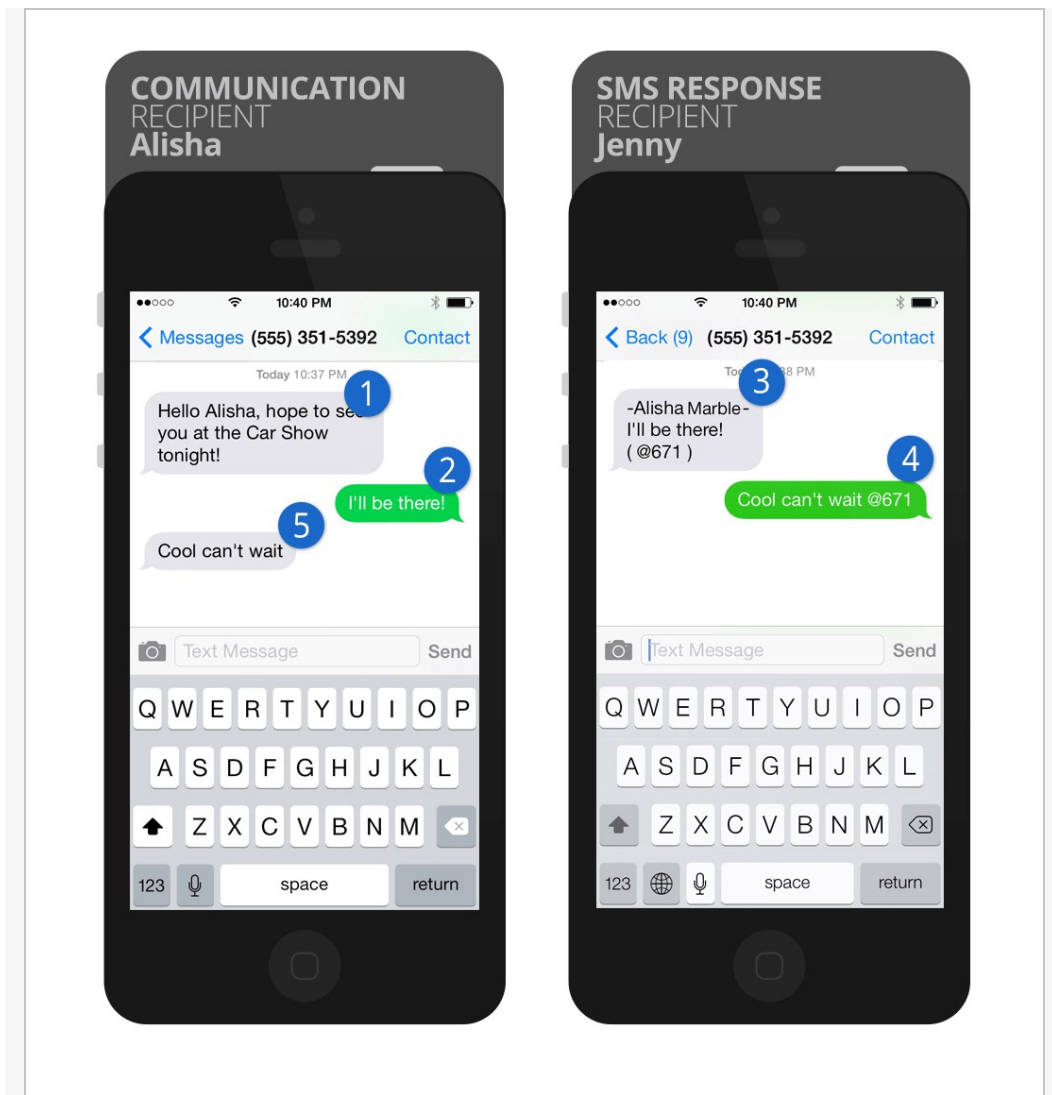 COMMUNICATION
RECIPIENT
Alisha
10:40 PM
Messages (555) 351-5392 Contact
Today 10:37 PM
1
Hello Alisha, hope to see
you at the Car Show
tonight!
2
I'll be there!
5
Cool can't wait
Text Message Send
Q W E R T Y U I O P
A S D F G H J K L
Z X C V B N M
123 space return
SMS RESPONSE
RECIPIENT
Jenny
10:40 PM
Back (9) (555) 351-5392 Contact
PM
3
-Alisha Marble-
I'll be there!
( @671 )
4
Cool can't wait @671
Text Message Send
Q W E R T Y U I O P
A S D F G H J K L
Z X C V B N M
123 space return